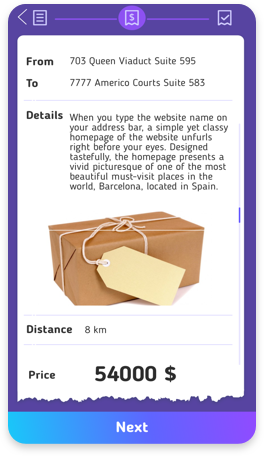 $
From 703 Queen Viaduct Suite 595
To 7777 Americo Courts Suite 583
Details When you type the website name on
your address bar, a simple yet classy
homepage of the website unfurls
right before your eyes. Designed
tastefully, the homepage presents a
vivid picturesque of one of the most
beautiful must-visit places in the
world, Barcelona, located in Spain.
Distance 8 km
Price 54000 $
Next